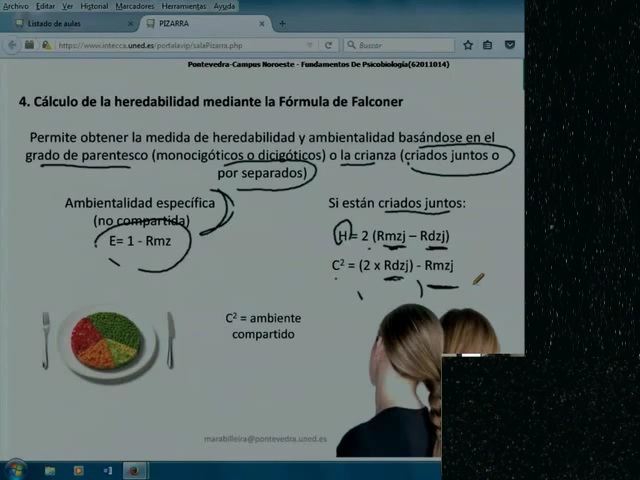 Archivo Editar Ver Historial Marcadores Herramientas Ayuda
Listado de aulas
PIZARRA
https://www.intecca.uned.es/portalavip/salaPizarra.php
Buscar
Pontevedra-Campus Noroeste - Fundamentos De Psicobiología(62011014)
4. Cálculo de la heredabilidad mediante la Fórmula de Falconer
Permite obtener la medida de heredabilidad y ambientalidad basándose en el
grado de parentesco (monocigóticos o dicigóticos) o la crianza (criados juntos o
por separados)
Ambientalidad específica
(no compartida)
E= 1 - Rmz
Si están criados juntos:
H = 2 (Rmzj – Rdzj)
C² = (2 x Rdzj) - Rmzj
C² = ambiente
compartido
marabilleira@pontevedra.uned.es